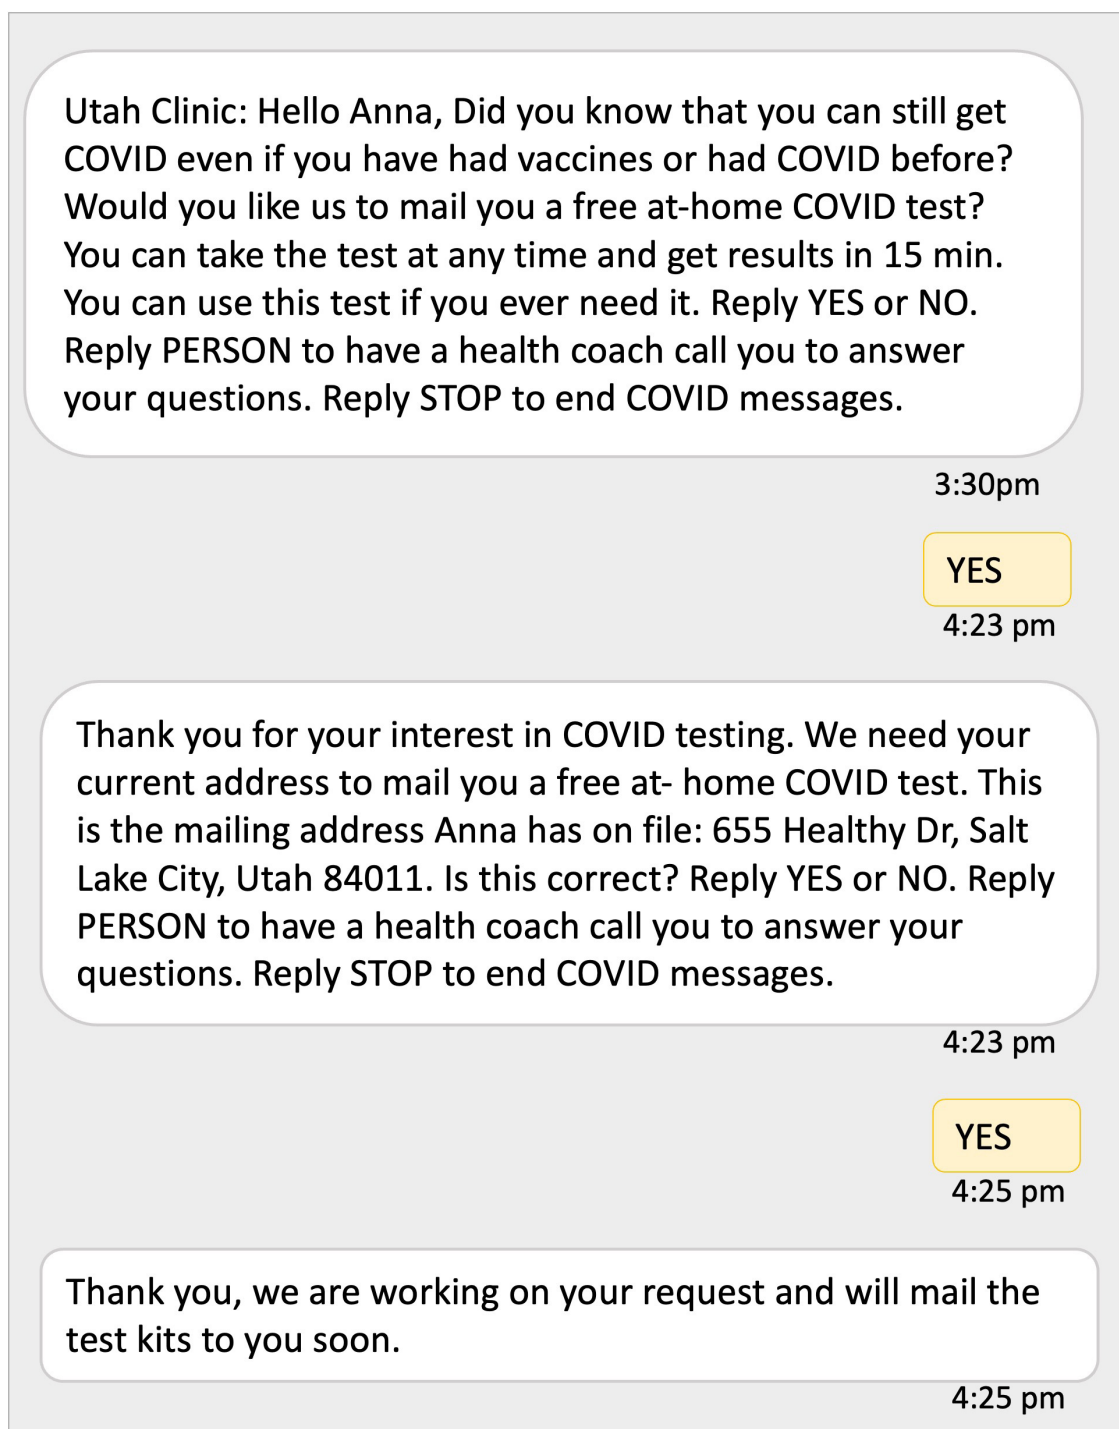 Utah Clinic: Hello Anna, Did you know that you can still get
COVID even if you have had vaccines or had COVID before?
Would you like us to mail you a free at-home COVID test?
You can take the test at any time and get results in 15 min.
You can use this test if you ever need it. Reply YES or NO.
Reply PERSON to have a health coach call you to answer
your questions. Reply STOP to end COVID messages.
3:30pm
YES
4:23 pm
Thank you for your interest in COVID testing. We need your
current address to mail you a free at- home COVID test. This
is the mailing address Anna has on file: 655 Healthy Dr, Salt
Lake City, Utah 84011. Is this correct? Reply YES or NO. Reply
PERSON to have a health coach call you to answer your
questions. Reply STOP to end COVID messages.
4:23 pm
YES
4:25 pm
Thank you, we are working on your request and will mail the
test kits to you soon.
4:25 pm